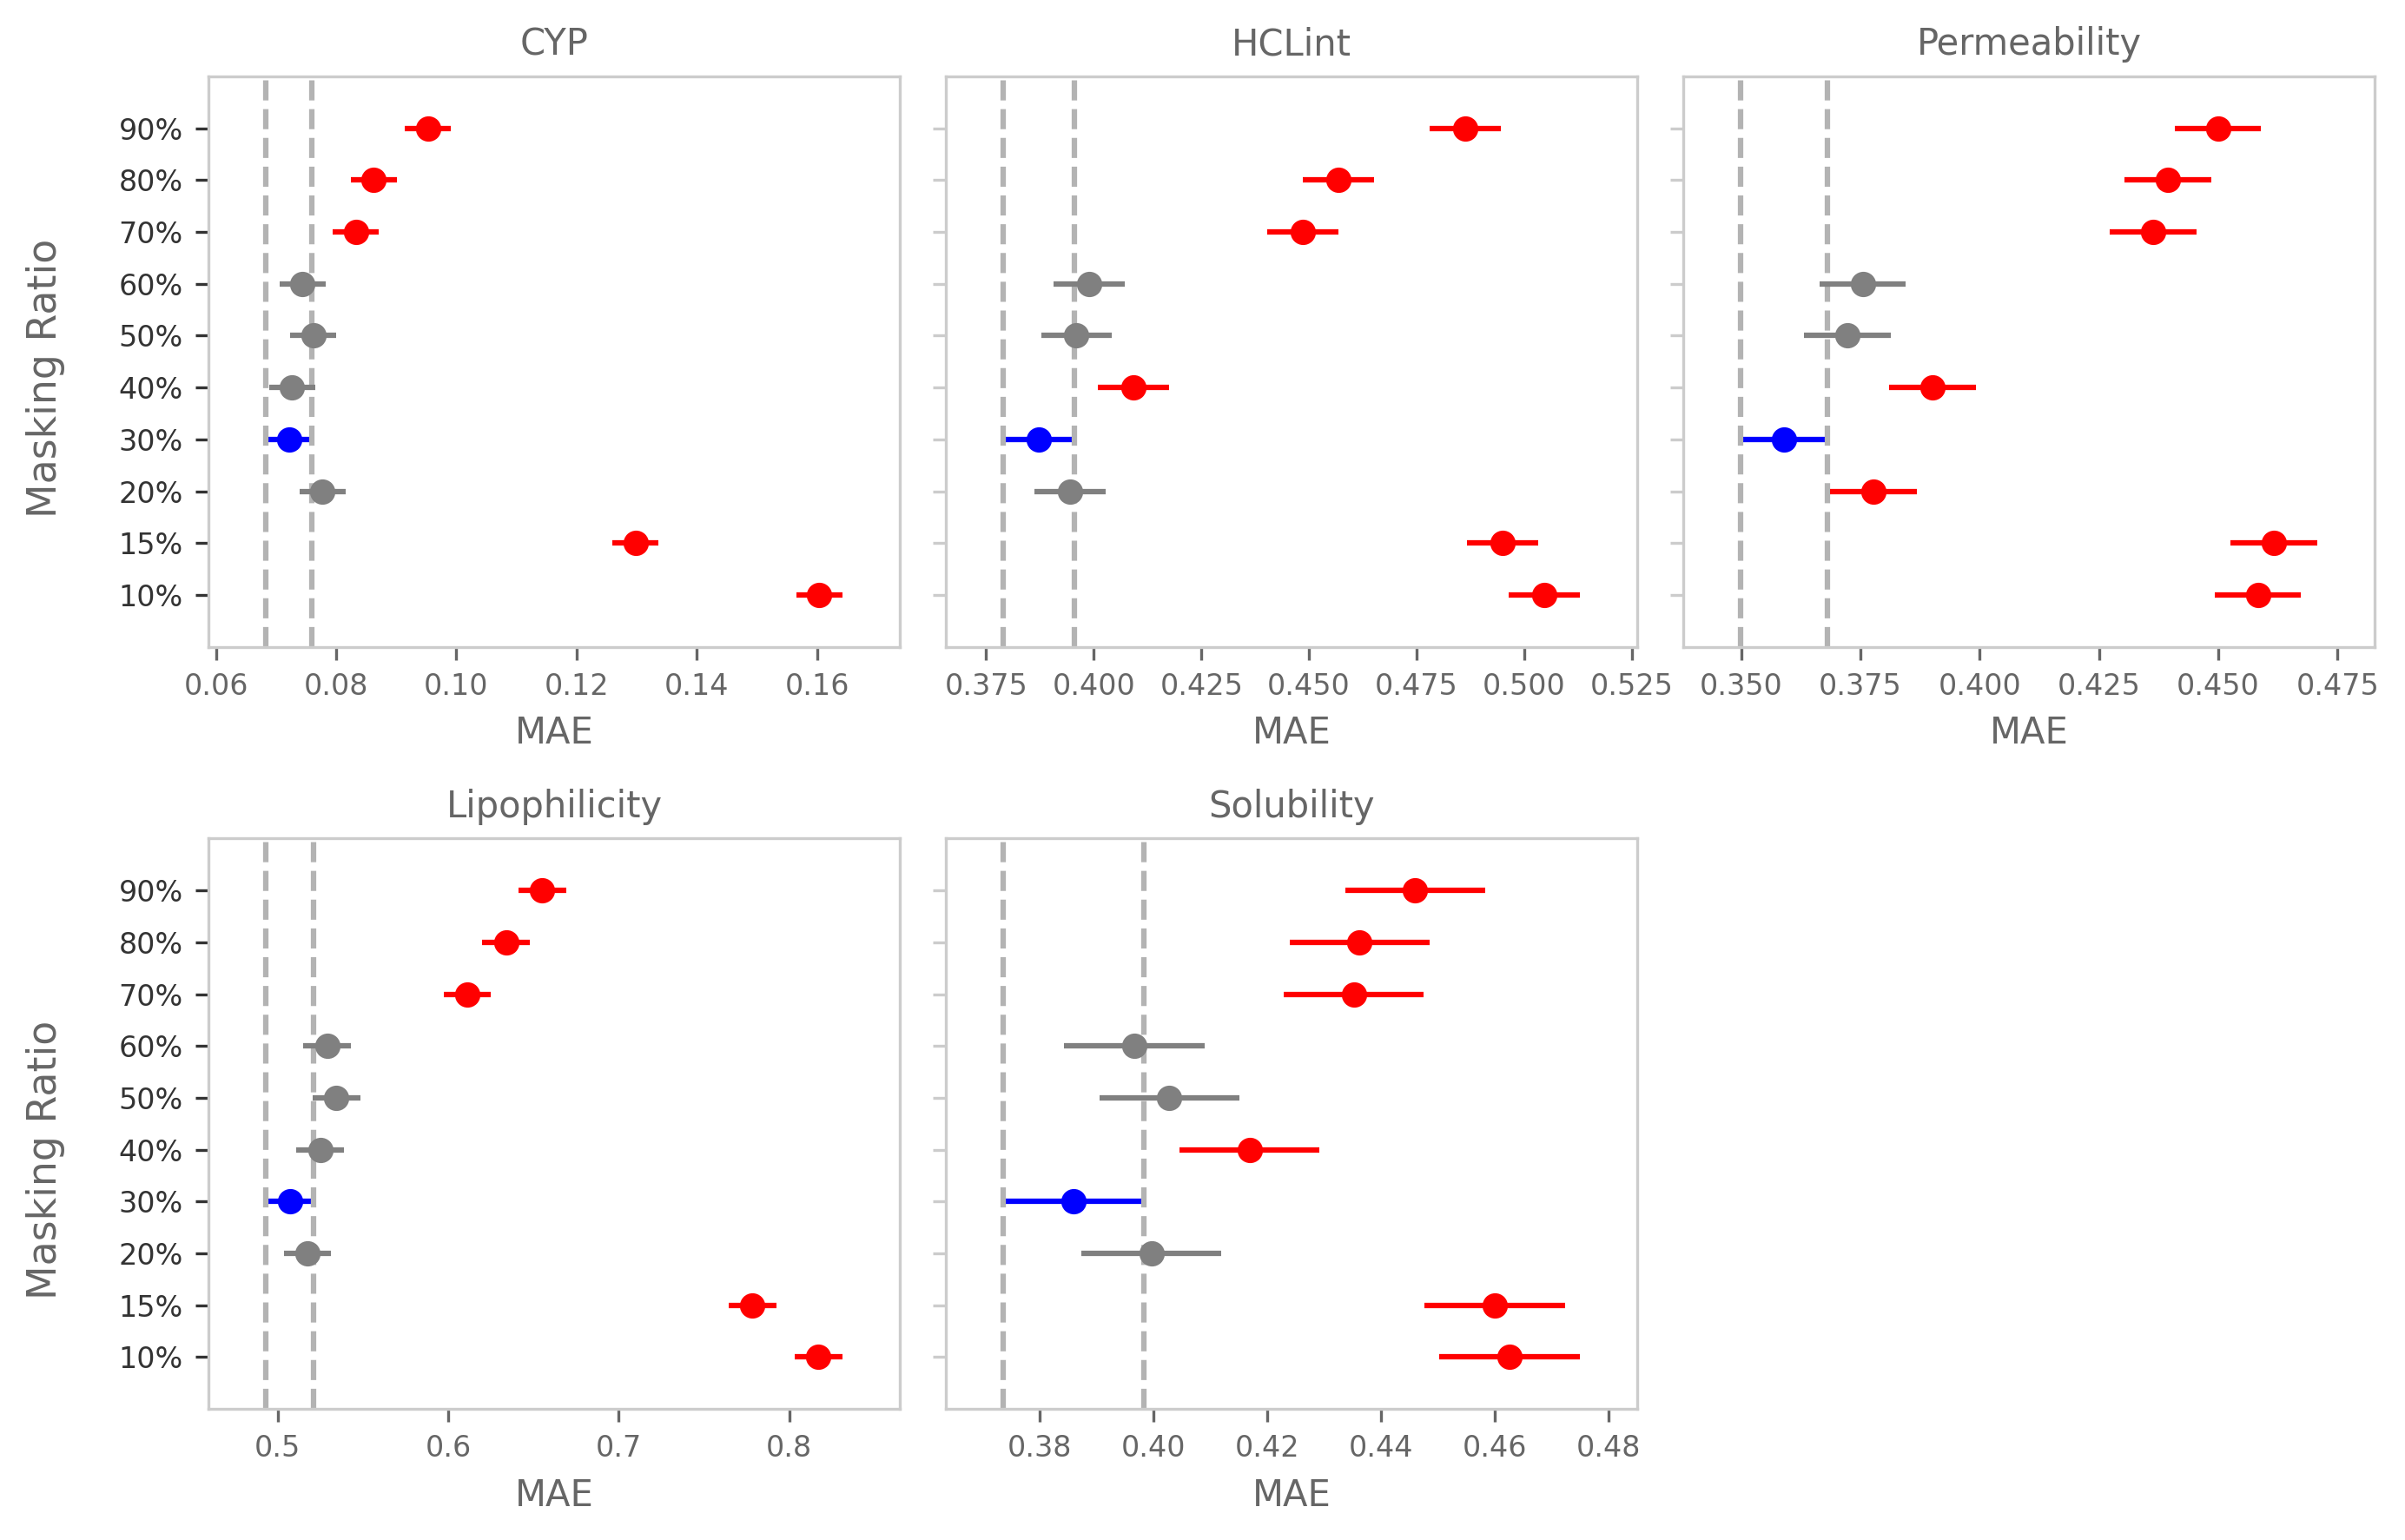 CYP
HCLint
Permeability
Masking Ratio
90%
80%
70%
60%
50%
40%
30%
20%
15%
10%
0.06 0.08 0.10 0.12 0.14 0.16
0.375 0.400 0.425 0.450 0.475 0.500 0.525
0.350 0.375 0.400 0.425 0.450 0.475
MAE
MAE
MAE
Lipophilicity
Solubility
Masking Ratio
90%
80%
70%
60%
50%
40%
30%
20%
15%
10%
0.5 0.6 0.7 0.8
0.38 0.40 0.42 0.44 0.46 0.48
MAE
MAE